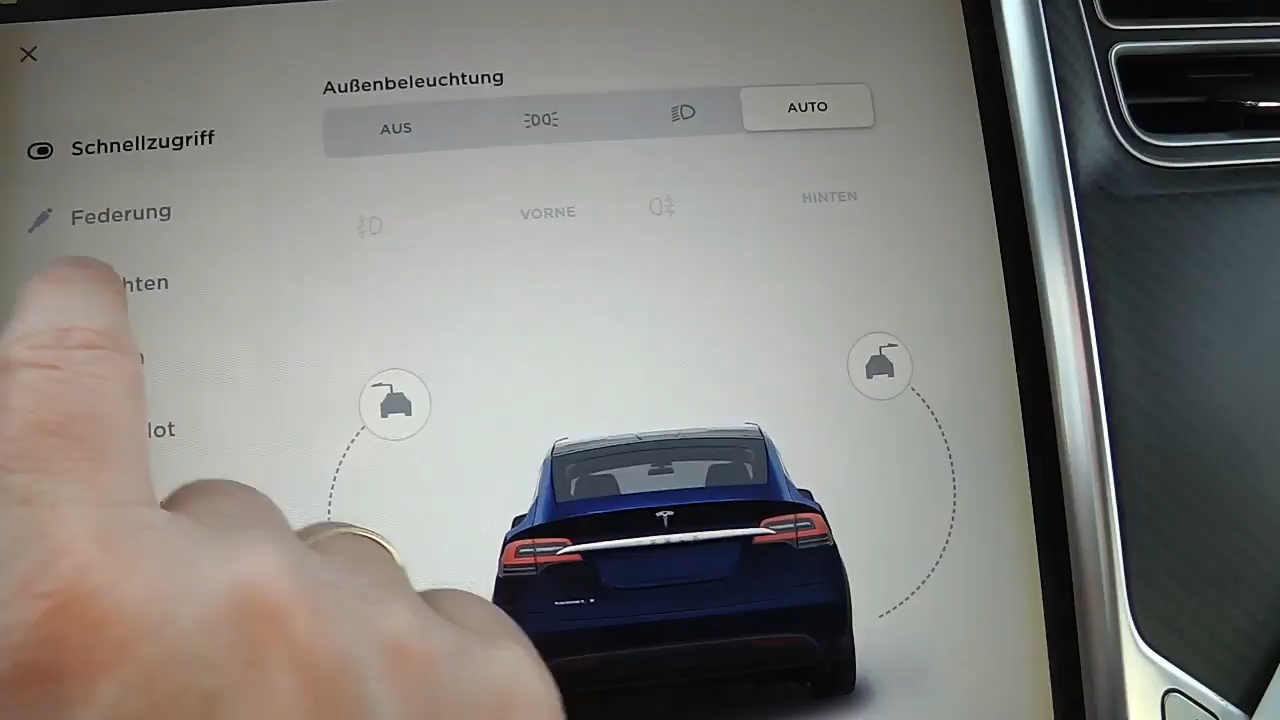 Außenbeleuchtung
AUS
AUTO
Schnellzugriff
VORNE
HINTEN
Federung